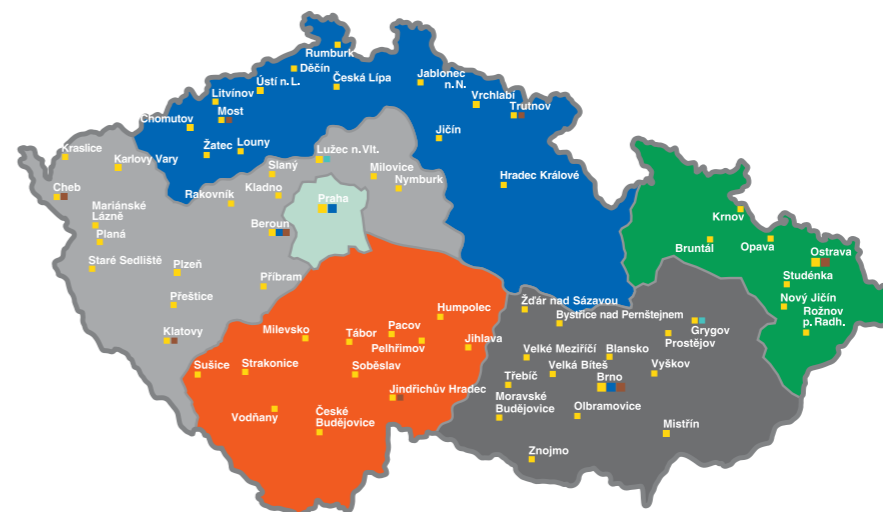 Rumburk
Děčín
Ústí n. L.
Česká Lípa
Jablonec
n. N.
Litvínov
Most
Vrchlabí
Trutnov
Chomutov
Žatec
Louny
Jičín
Lužec n. Vlt.
Kraslice
Karlovy Vary
Slaný
Milovice
Nymburk
Hradec Králové
Cheb
Rakovník
Kladno
Praha
Mariánské
Lázně
Planá
Beroun
Krnov
Bruntál
Opava
Ostrava
Staré Sedliště
Plzeň
Studénka
Příbram
Přeštice
Nový Jičín
Rožnov
p. Radh.
Klatovy
Humpolec
Žďár nad Sázavou
Bystřice nad Pernštejnem
Grygov
Prostějov
Milevsko
Tábor
Pacov
Pelhřimov
Jihlava
Velké Meziříčí
Blansko
Sušice
Strakonice
Soběslav
Velká Bíteš
Vyškov
Třebíč
Brno
Jindřichův Hradec
Moravské
Budějovice
Olbramovice
Vodňany
České
Budějovice
Mistřín
Znojmo